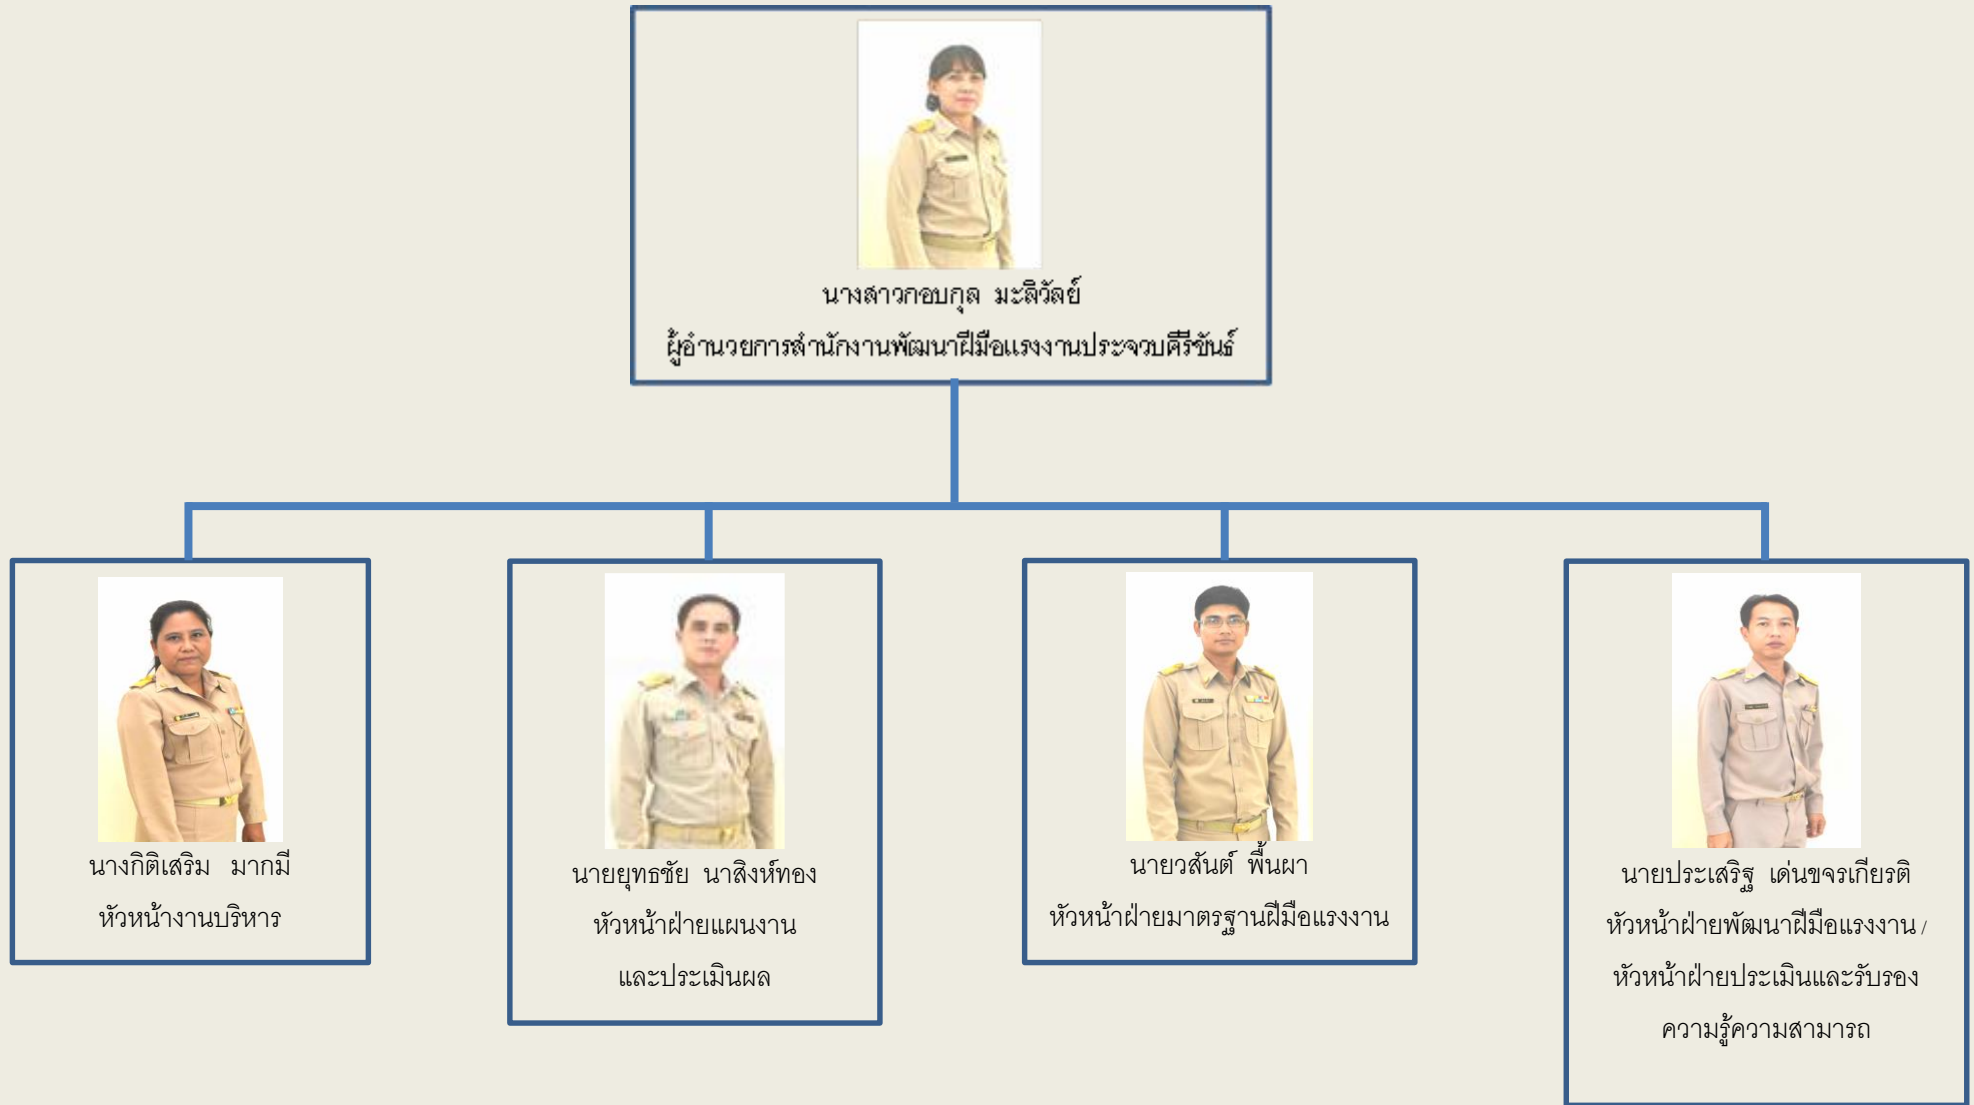 นางสาวกอบกุล มะลิวัลย์
ผู้อำนวยการสำนักงานพัฒนาฝีมือแรงงานประจวบคีรีขันธ์
นางกิติเสริม มากมี
หัวหน้างานบริหาร
นายยุทธชัย นาสิงห์ทอง
หัวหน้าฝ่ายแผนงาน
และประเมินผล
นายวสันต์ พื้นผา
หัวหน้าฝ่ายมาตรฐานฝีมือแรงงาน
นายประเสริฐ เด่นขจรเกียรติ
หัวหน้าฝ่ายพัฒนาฝีมือแรงงาน /
หัวหน้าฝ่ายประเมินและรับรอง
ความรู้ความสามารถ